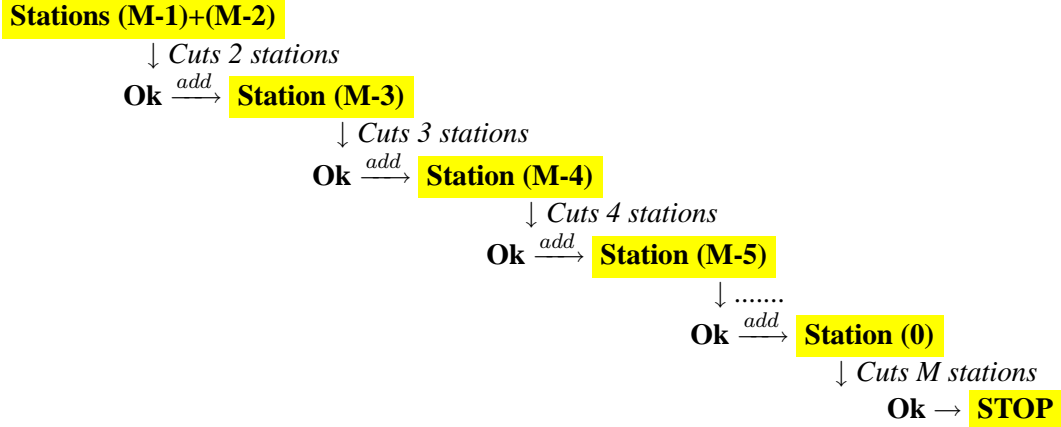 Stations (M-1)+(M-2)
↓ Cuts 2 stations
Ok add→ Station (M-3)
↓ Cuts 3 stations
Ok add→ Station (M-4)
↓ Cuts 4 stations
Ok add→ Station (M-5)
↓ .......
Ok add→ Station (0)
↓ Cuts M stations
Ok → STOP